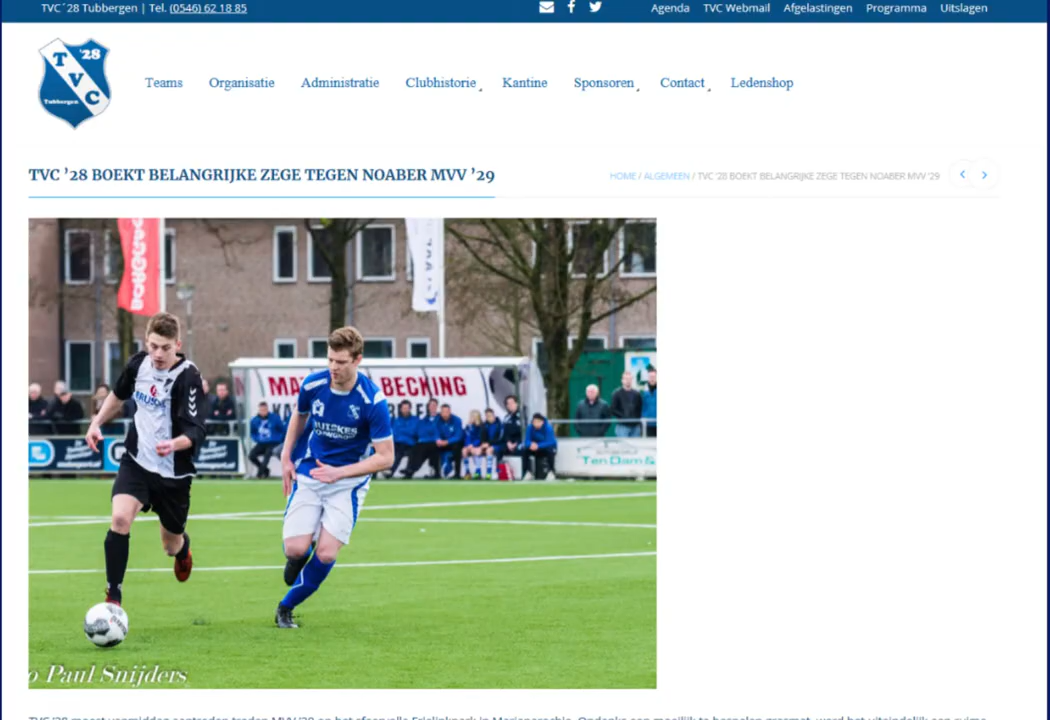 TVC´28 Tubbergen | Tel. (0546) 62 18 85
Agenda TVC Webmail Afgelastingen Programma Uitslagen
TVC '28
Tubbergen
Teams Organisatie Administratie Clubhistorie Kantine Sponsoren Contact Ledenshop
TVC ’28 BOEKT BELANGRIJKE ZEGE TEGEN NOABER MVV ’29
HOME / ALGEMEEN / TVC ’28 BOEKT BELANGRIJKE ZEGE TEGEN NOABER MVV ’29
BECKING
Ten Dam &
o Paul Snijders